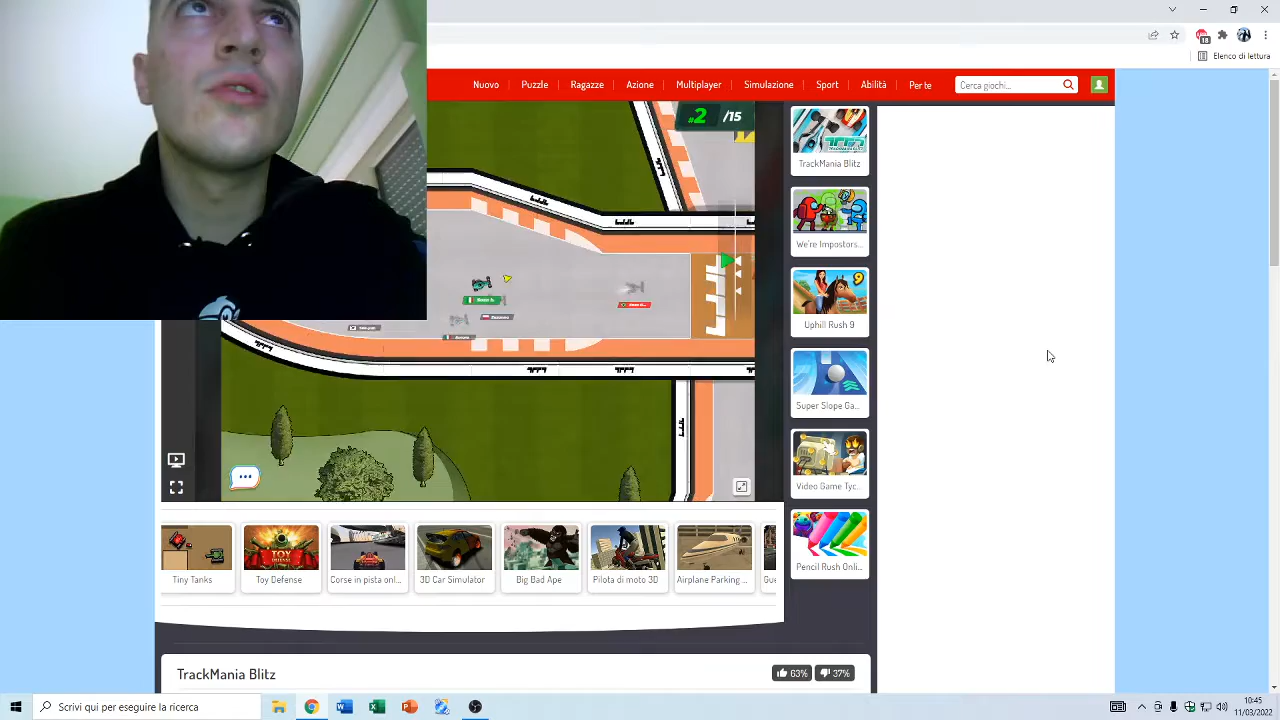 18
Elenco di lettura
Nuovo
Puzzle
Ragazze
Azione
Multiplayer
Simulazione
Sport
Abilità
Per te
Cerca giochi...
#2 /15
TrackMania Blitz
We're Impostors...
Uphill Rush 9
Super Slope Ga...
Video Game Tyc...
Pencil Rush Onli...
Tiny Tanks
Toy Defense
Corse in pista onl...
3D Car Simulator
Big Bad Ape
Pilota di moto 3D
Airplane Parking ...
TrackMania Blitz
63%
37%
Scrivi qui per eseguire la ricerca
10:45
11/03/2022